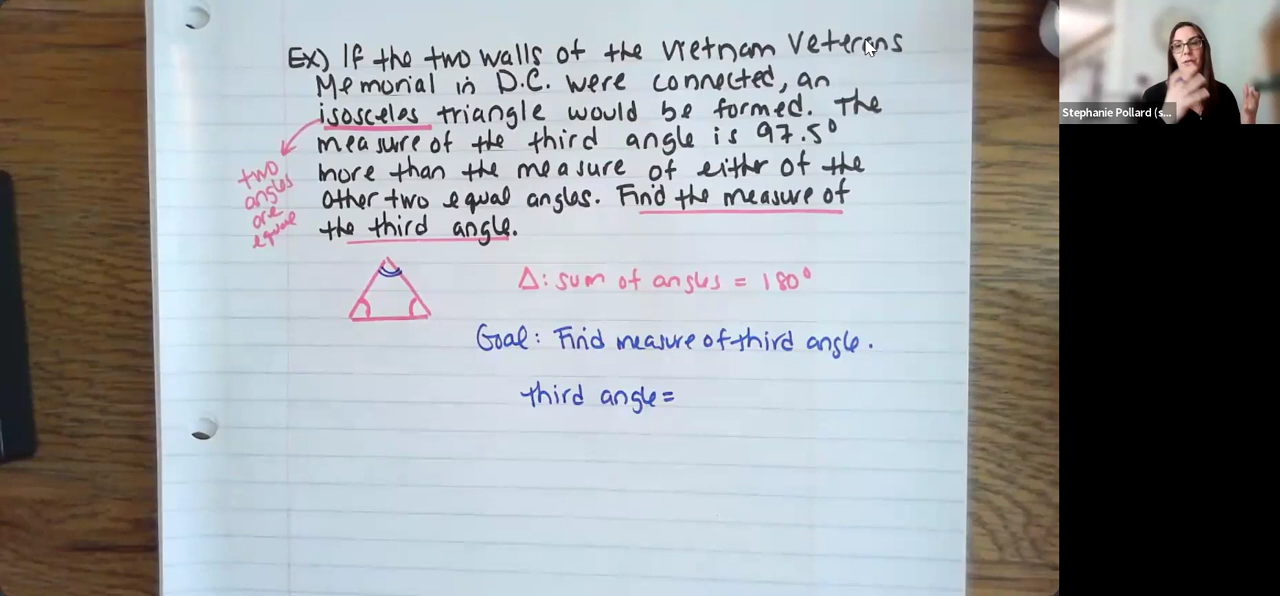 Ex) If the two walls of the Vietnam Veterans
Memorial in D.C. were connected, an
isosceles triangle would be formed. The
measure of the third angle is 97.5°
more than the measure of either of the
other two equal angles. Find the measure of
the third angle.
two
angles
are
equal
Δ: sum of angles = 180°
Goal: Find measure of third angle.
third angle =
Stephanie Pollard (s...